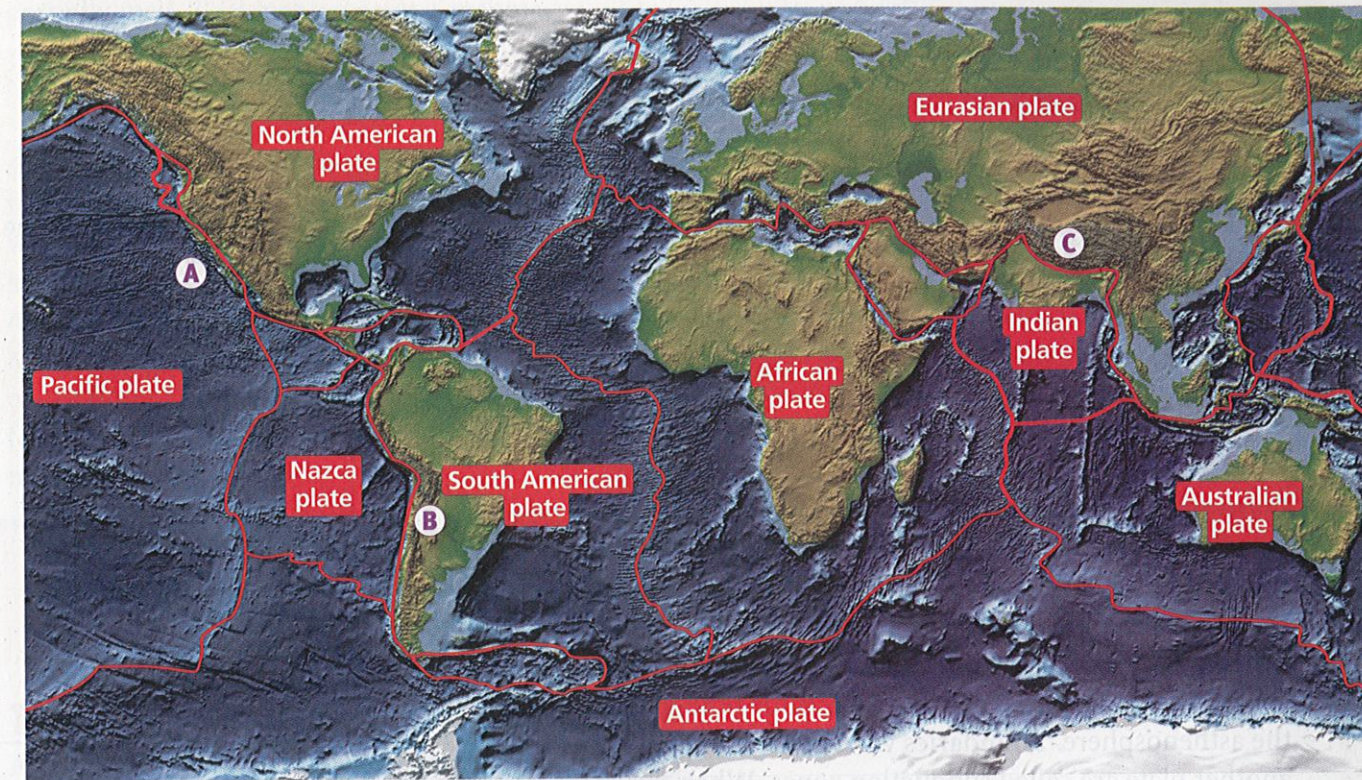 North American
plate
Eurasian plate
A
C
Indian
plate
Pacific plate
African
plate
Nazca
plate
South American
plate
B
Australian
plate
Antarctic plate